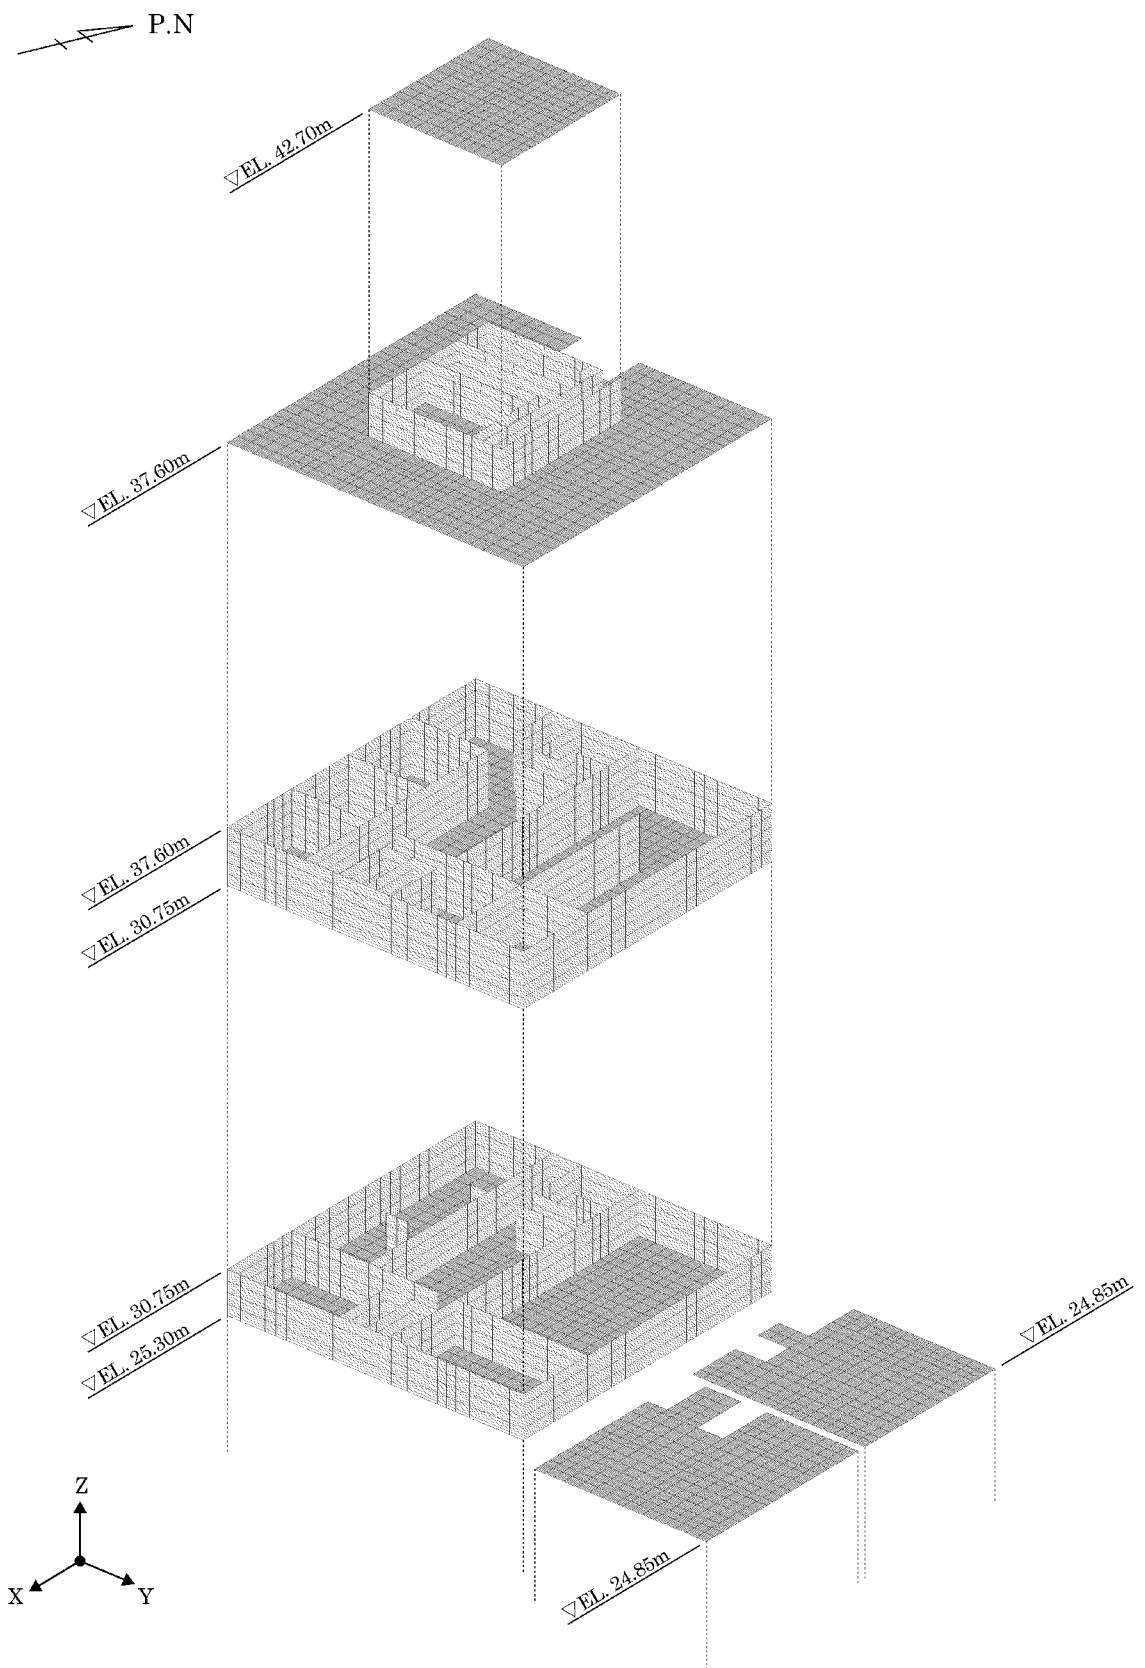 P.N
▽EL. 42.70m
▽EL. 37.60m
▽EL. 37.60m
▽EL. 30.75m
▽EL. 30.75m
▽EL. 25.30m
▽EL. 24.85m
▽EL. 24.85m
Z
X
Y